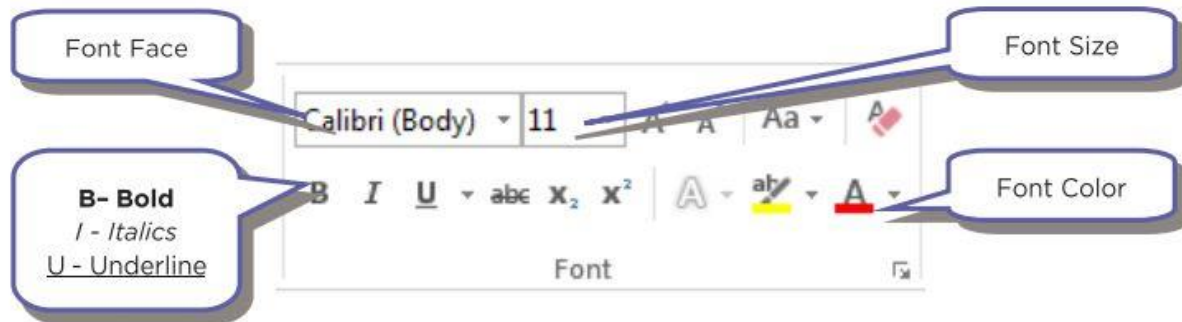 Font Face
Font Size
Calibri (Body) 11 A A Aa A
B I U abc X₂ X² A ab A
B– Bold
I - Italics
U - Underline
Font Color
Font